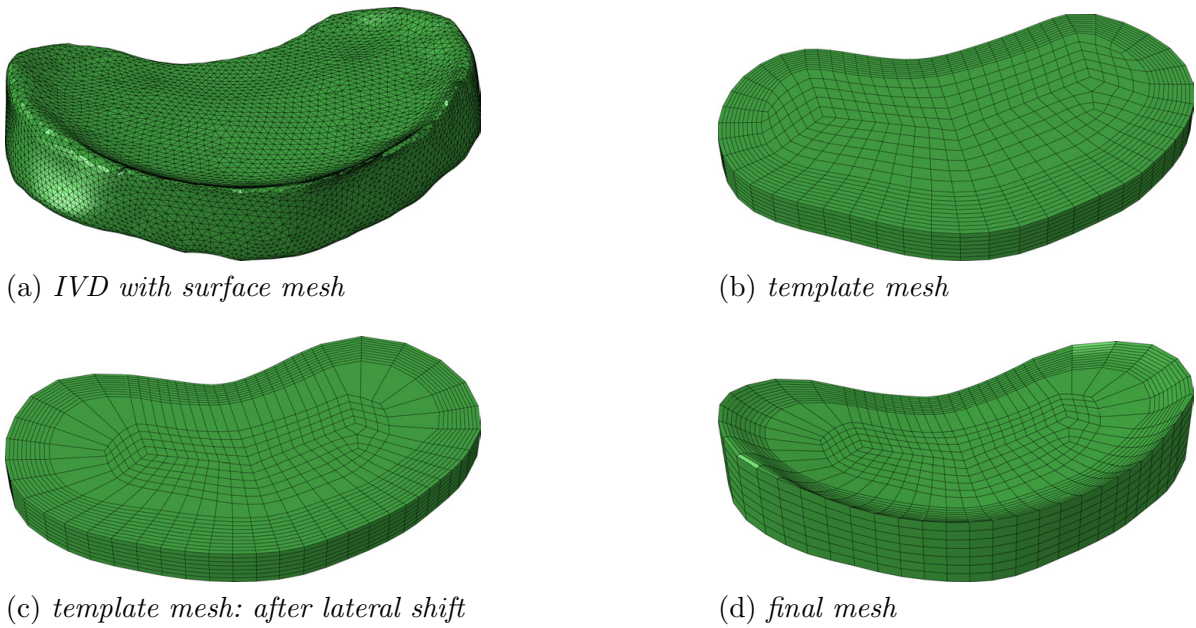 (a) IVD with surface mesh
(b) template mesh
(c) template mesh: after lateral shift
(d) final mesh